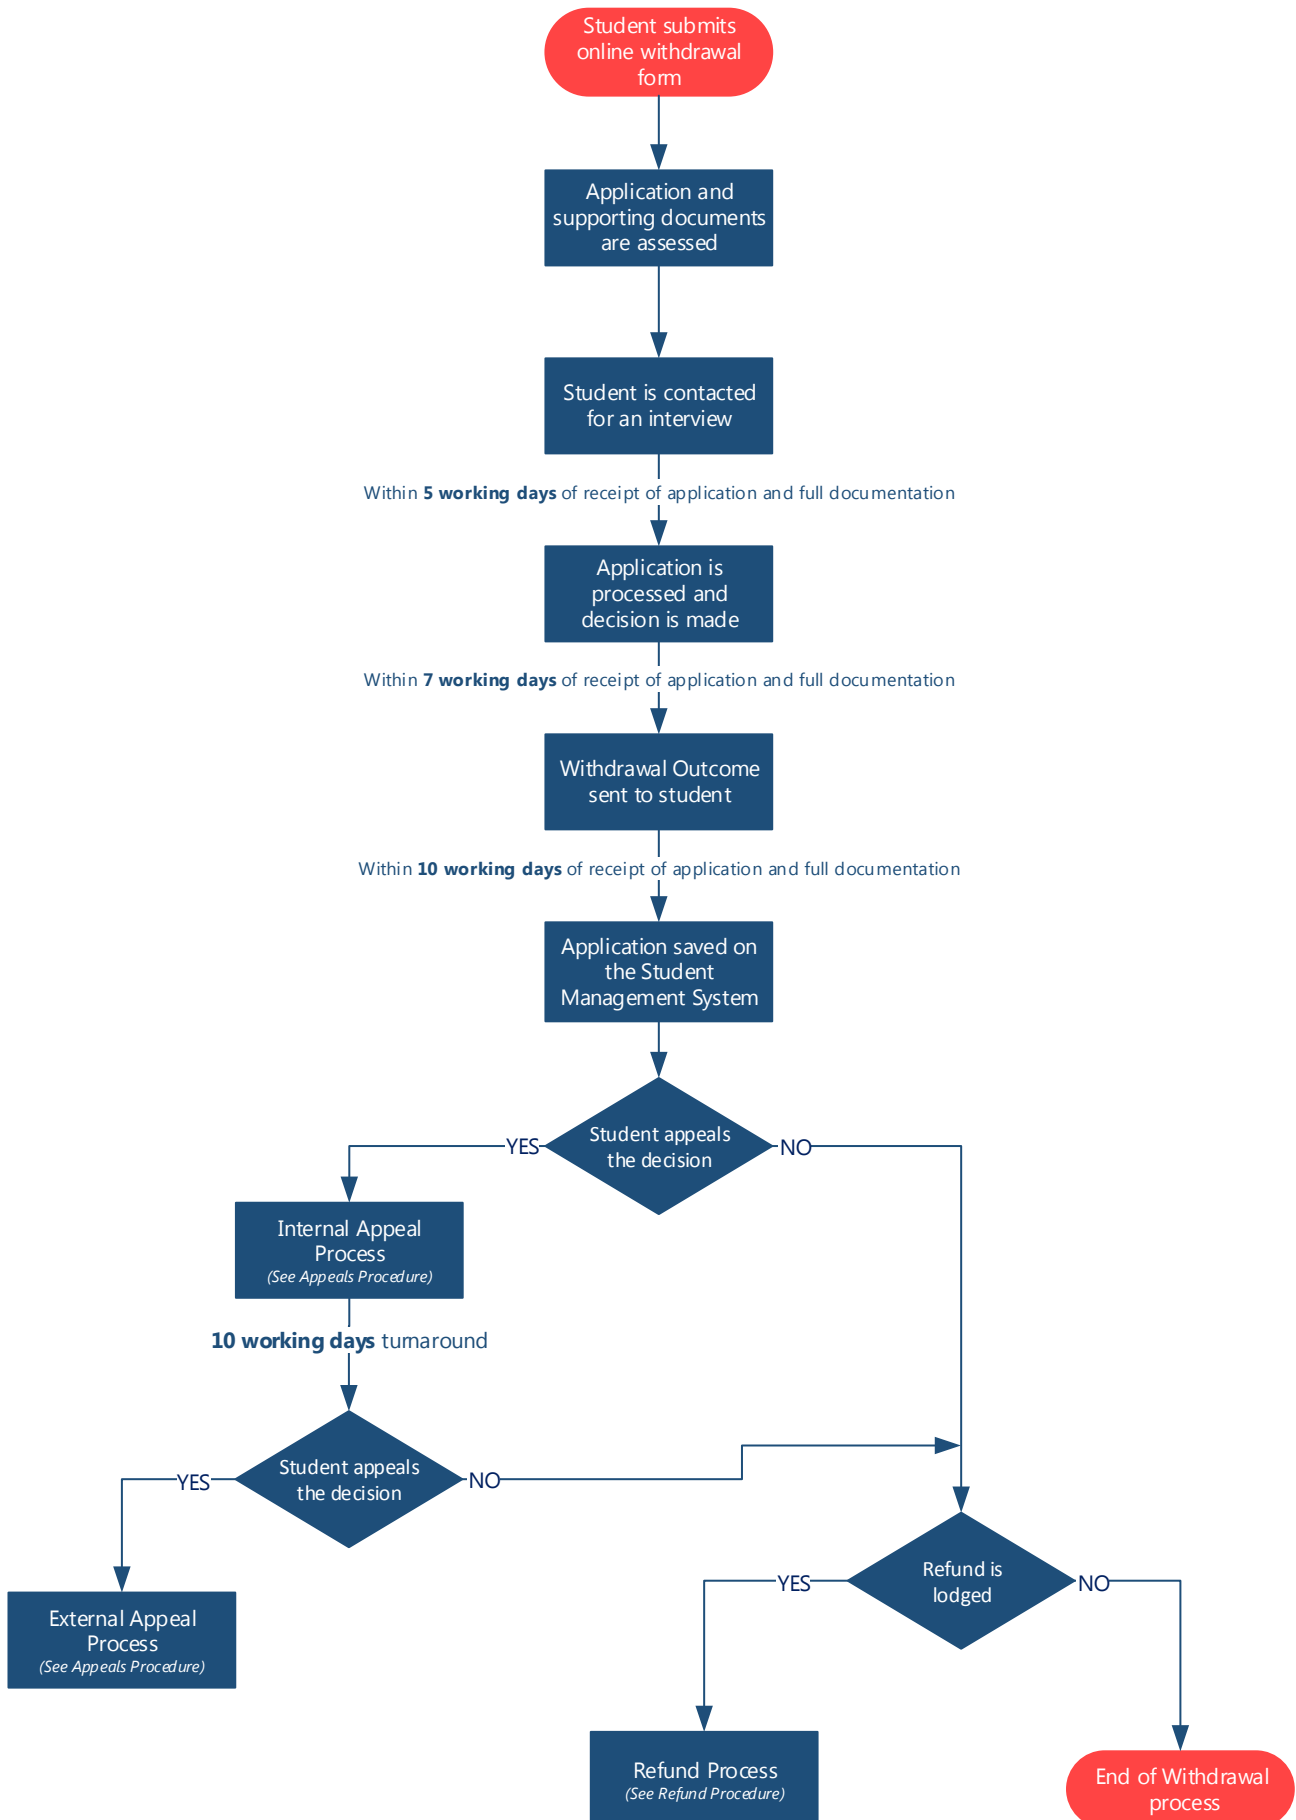 Student submits
online withdrawal
form
Application and
supporting documents
are assessed
Student is contacted
for an interview
Within 5 working days of receipt of application and full documentation
Application is
processed and
decision is made
Within 7 working days of receipt of application and full documentation
Withdrawal Outcome
sent to student
Within 10 working days of receipt of application and full documentation
Application saved on
the Student
Management System
Student appeals
the decision
YES
NO
Internal Appeal
Process
(See Appeals Procedure)
10 working days turnaround
Student appeals
the decision
YES
NO
External Appeal
Process
(See Appeals Procedure)
Refund is
lodged
YES
NO
Refund Process
(See Refund Procedure)
End of Withdrawal
process